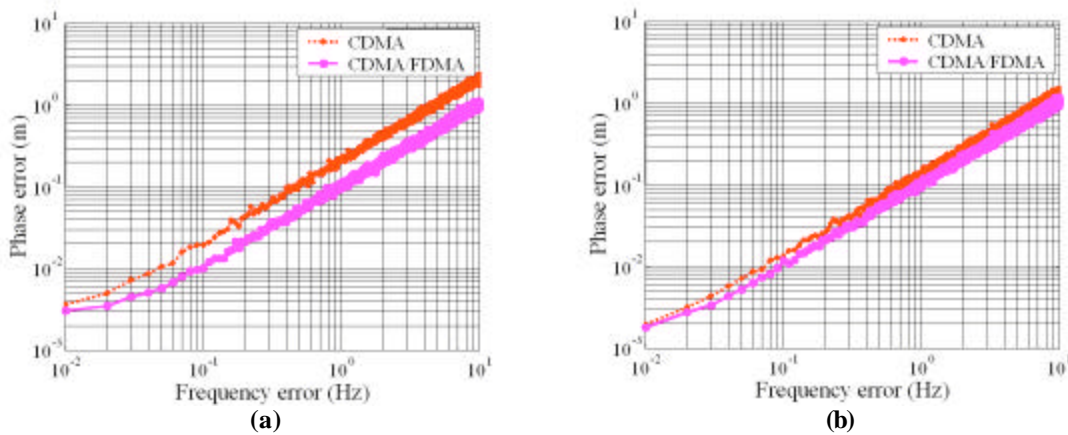 10¹
10⁰
10⁻¹
10⁻²
10⁻³
Phase error (m)
CDMA
CDMA/FDMA
10⁻²
10⁻¹
10⁰
10¹
Frequency error (Hz)
(a)
10¹
10⁰
10⁻¹
10⁻²
10⁻³
Phase error (m)
CDMA
CDMA/FDMA
10⁻²
10⁻¹
10⁰
10
Frequency error (Hz)
(b)